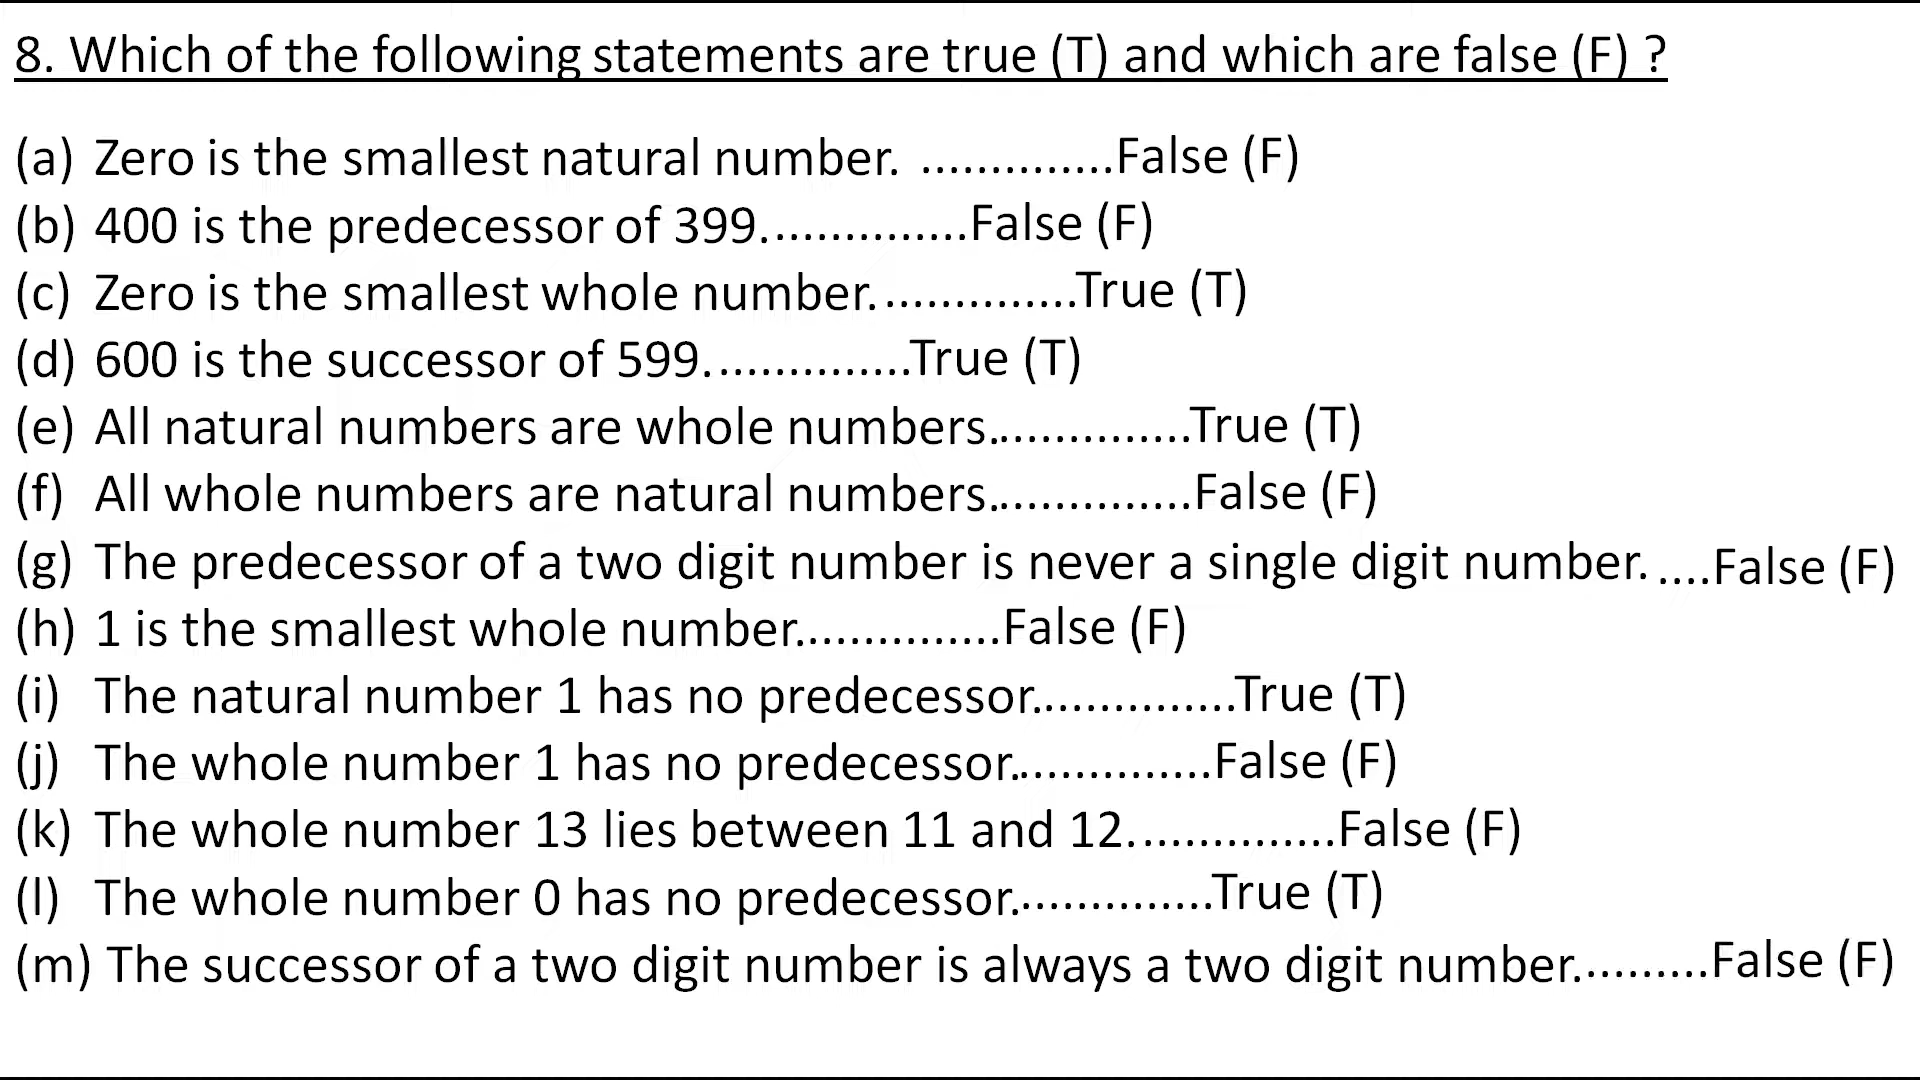 8. Which of the following statements are true (T) and which are false (F) ?
(a) Zero is the smallest natural number. ..............False (F)
(b) 400 is the predecessor of 399...............False (F)
(c) Zero is the smallest whole number...............True (T)
(d) 600 is the successor of 599...............True (T)
(e) All natural numbers are whole numbers...............True (T)
(f) All whole numbers are natural numbers...............False (F)
(g) The predecessor of a two digit number is never a single digit number. ....False (F)
(h) 1 is the smallest whole number...............False (F)
(i) The natural number 1 has no predecessor...............True (T)
(j) The whole number 1 has no predecessor...............False (F)
(k) The whole number 13 lies between 11 and 12...............False (F)
(l) The whole number 0 has no predecessor...............True (T)
(m) The successor of a two digit number is always a two digit number..........False (F)